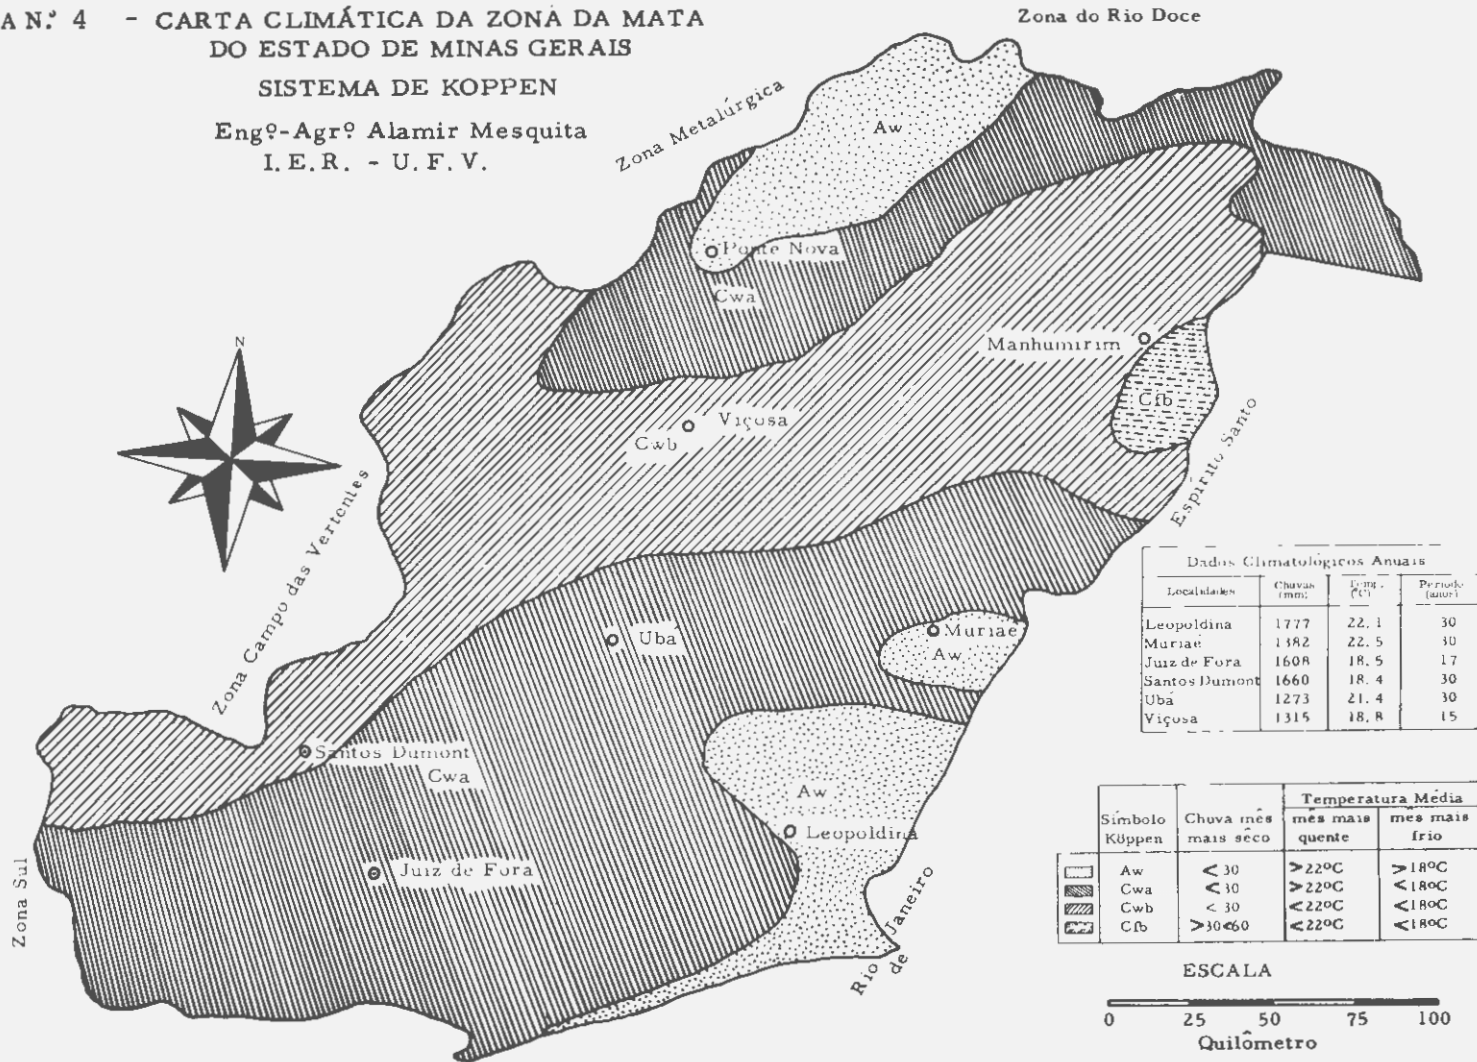 A N.º 4 - CARTA CLIMÁTICA DA ZONA DA MATA
DO ESTADO DE MINAS GERAIS
SISTEMA DE KOPPEN
Engº-Agrº Alamir Mesquita
I. E. R. - U. F. V.
Zona do Rio Doce
Zona Metalúrgica
Aw
Ponte Nova
Cwa
N
Manhumirim
Cfb
Viçosa
Cwb
Zona Campo das Vertentes
Espírito Santo
Uba
Muriaé
Aw
Santos Dumont
Cwa
Aw
Leopoldina
Juiz de Fora
Zona Sul
Rio de Janeiro
Dados Climatológicos Anuais
Localidades Chuvas (mm) Temp. (ºC) Período (anos)
Leopoldina 1777 22. 1 30
Muriaé 1382 22. 5 30
Juiz de Fora 1608 18. 5 17
Santos Dumont 1660 18. 4 30
Ubá 1273 21. 4 30
Viçosa 1315 18. 8 15
Símbolo Köppen Chuva mês mais sêco Temperatura Média
mês mais quente mês mais frio
Aw < 30 > 22ºC > 18ºC
Cwa < 30 > 22ºC < 18ºC
Cwb < 30 < 22ºC < 18ºC
Cfb > 30 < 60 < 22ºC < 18ºC
ESCALA
0 25 50 75 100
Quilômetro